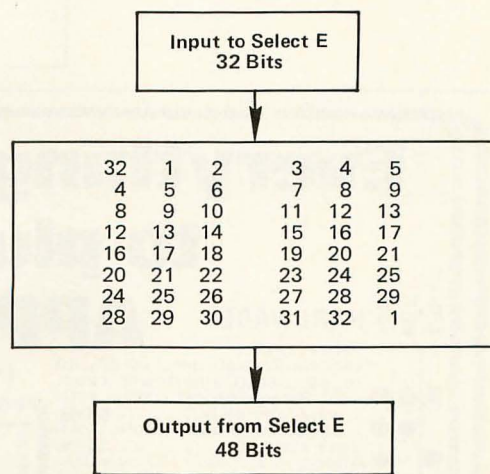 Input to Select E
32 Bits
32 1 2 3 4 5
4 5 6 7 8 9
8 9 10 11 12 13
12 13 14 15 16 17
16 17 18 19 20 21
20 21 22 23 24 25
24 25 26 27 28 29
28 29 30 31 32 1
Output from Select E
48 Bits